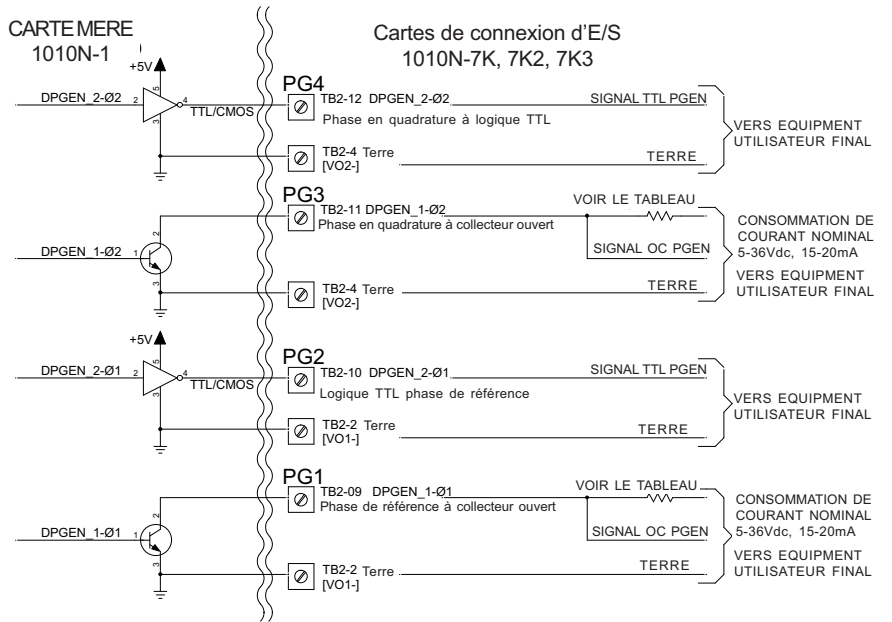 CARTE MERE
1010N-1
Cartes de connexion d'E/S
1010N-7K, 7K2, 7K3
+5V
5
DPGEN_2-Ø2
2
4
3
TTL/CMOS
PG4
TB2-12 DPGEN_2-Ø2
SIGNAL TTL PGEN
Phase en quadrature à logique TTL
TB2-4 Terre
[VO2-]
TERRE
VERS EQUIPMENT
UTILISATEUR FINAL
PG3
TB2-11 DPGEN_1-Ø2
Phase en quadrature à collecteur ouvert
VOIR LE TABLEAU
2
DPGEN_1-Ø2
1
3
SIGNAL OC PGEN
TB2-4 Terre
[VO2-]
TERRE
CONSOMMATION DE
COURANT NOMINAL
5-36Vdc, 15-20mA
VERS EQUIPMENT
UTILISATEUR FINAL
+5V
5
DPGEN_2-Ø1
2
4
3
TTL/CMOS
PG2
TB2-10 DPGEN_2-Ø1
SIGNAL TTL PGEN
Logique TTL phase de référence
TB2-2 Terre
[VO1-]
TERRE
VERS EQUIPMENT
UTILISATEUR FINAL
PG1
TB2-09 DPGEN_1-Ø1
Phase de référence à collecteur ouvert
VOIR LE TABLEAU
2
DPGEN_1-Ø1
1
3
SIGNAL OC PGEN
TB2-2 Terre
[VO1-]
TERRE
CONSOMMATION DE
COURANT NOMINAL
5-36Vdc, 15-20mA
VERS EQUIPMENT
UTILISATEUR FINAL